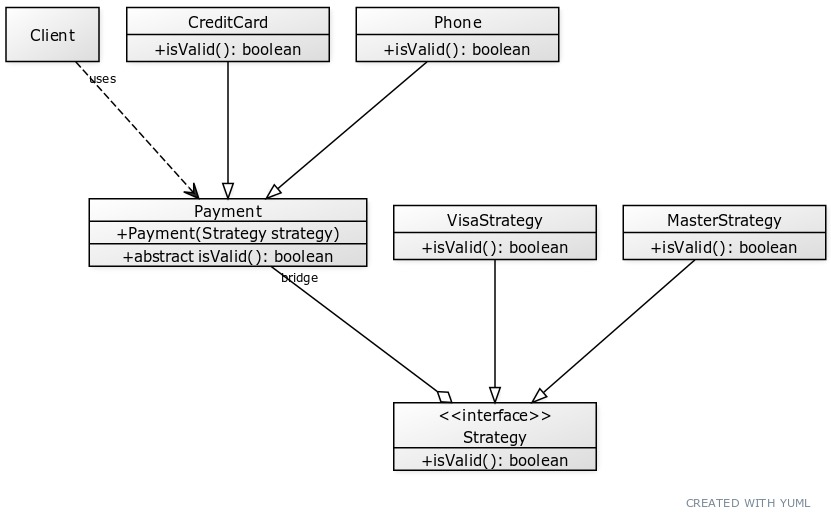 Client
CreditCard
+isValid(): boolean
Phone
+isValid(): boolean
uses
Payment
+Payment(Strategy strategy)
+abstract isValid(): boolean
bridge
VisaStrategy
+isValid(): boolean
MasterStrategy
+isValid(): boolean
<<interface>>
Strategy
+isValid(): boolean
CREATED WITH YUML